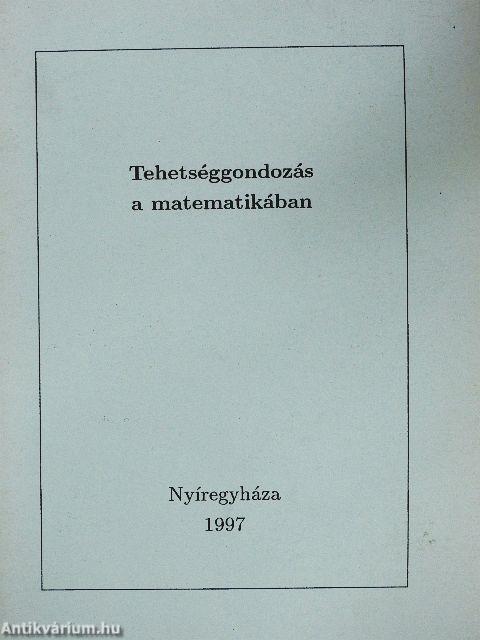 Tehetséggondozás
a matematikában
Nyíregyháza
1997
Antikvárium.hu